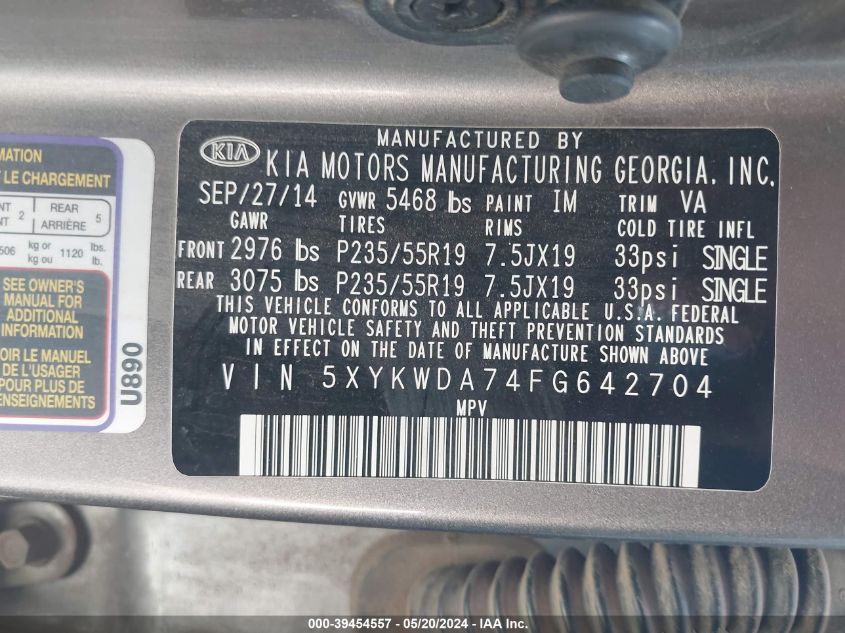 MANUFACTURED BY
KIA KIA MOTORS MANUFACTURING GEORGIA, INC.
SEP/27/14 GVWR 5468 lbs PAINT IM TRIM VA
GAWR TIRES RIMS COLD TIRE INFL
FRONT 2976 lbs P235/55R19 7.5JX19 33psi SINGLE
REAR 3075 lbs P235/55R19 7.5JX19 33psi SINGLE
THIS VEHICLE CONFORMS TO ALL APPLICABLE U.S.A. FEDERAL
MOTOR VEHICLE SAFETY AND THEFT PREVENTION STANDARDS
IN EFFECT ON THE DATE OF MANUFACTURE SHOWN ABOVE
VIN 5XYKWDA74FG642704
MPV
LE CHARGEMENT
2 REAR 5
ARRIÈRE
506 kg or 1120 lbs.
kg ou lb.
SEE OWNER'S
MANUAL FOR
ADDITIONAL
INFORMATION
LE MANUEL
DE L'USAGER
POUR PLUS DE
RENSEIGNEMENTS
U890
000-39454557 - 05/20/2024 - IAA Inc.